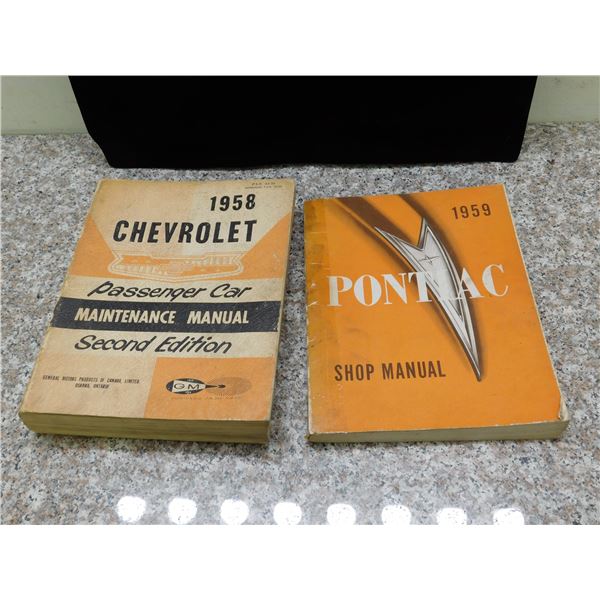 1958
CHEVROLET
Passenger Car
MAINTENANCE MANUAL
Second Edition
GENERAL MOTORS PRODUCTS OF CANADA, LIMITED
OSHAWA, ONTARIO
GM
1959
PONTIAC
SHOP MANUAL